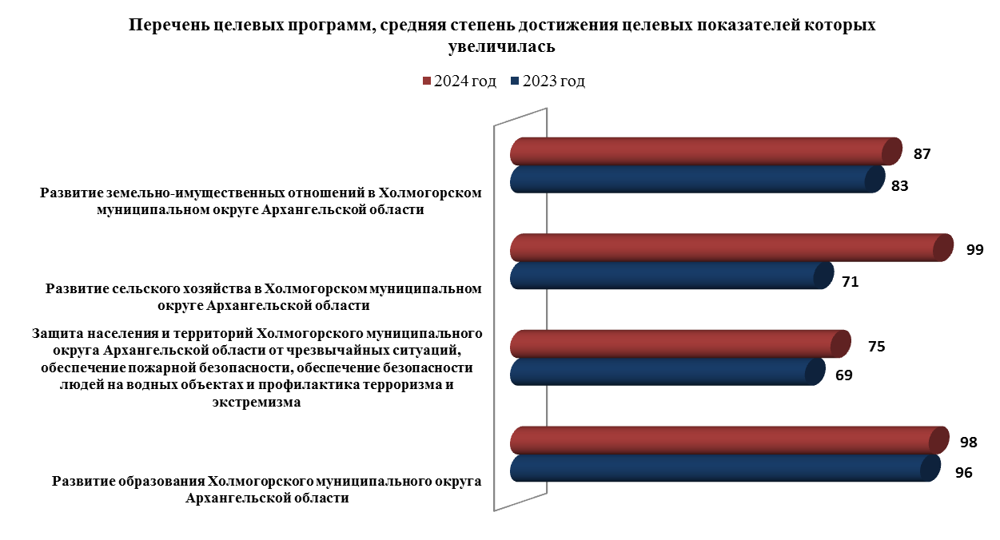 Перечень целевых программ, средняя степень достижения целевых показателей которых
увеличилась
2024 год 2023 год
87
83
Развитие земельно-имущественных отношений в Холмогорском
муниципальном округе Архангельской области
99
71
Развитие сельского хозяйства в Холмогорском муниципальном
округе Архангельской области
Защита населения и территорий Холмогорского муниципального
округа Архангельской области от чрезвычайных ситуаций,
обеспечение пожарной безопасности, обеспечение безопасности
людей на водных объектах и профилактика терроризма и
экстремизма
75
69
98
96
Развитие образования Холмогорского муниципального округа
Архангельской области